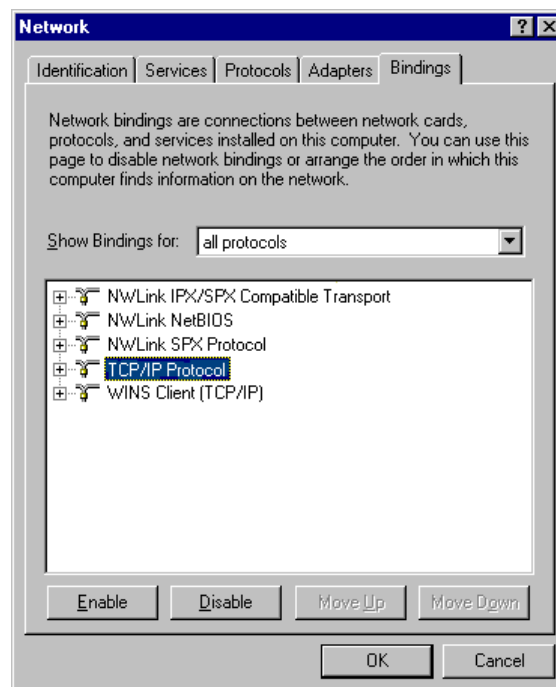 Network
Identification Services Protocols Adapters Bindings
Network bindings are connections between network cards,
protocols, and services installed on this computer. You can use this
page to disable network bindings or arrange the order in which this
computer finds information on the network.
Show Bindings for: all protocols
NWLink IPX/SPX Compatible Transport
NWLink NetBIOS
NWLink SPX Protocol
TCP/IP Protocol
WINS Client (TCP/IP)
Enable Disable Move Up Move Down
OK Cancel